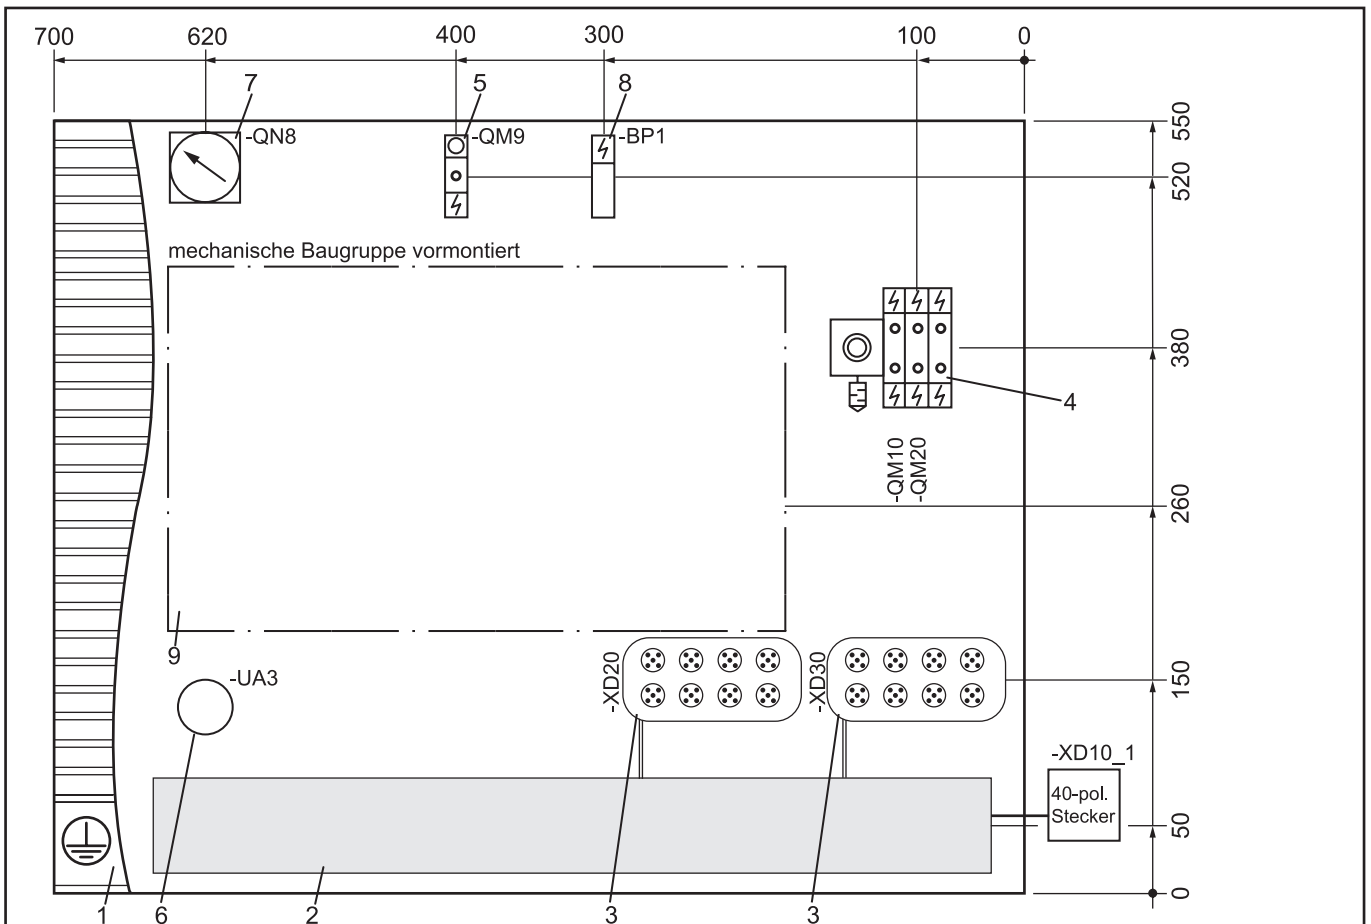 700 620 400 300 100 0
7 5 8
-QN8 -QM9 -BP1
550
520
mechanische Baugruppe vormontiert
380
4
-QM10
-QM20
260
9
-XD20
-XD30
-UA3
150
-XD10_1
40-pol.
Stecker
50
0
1 6 2 3 3